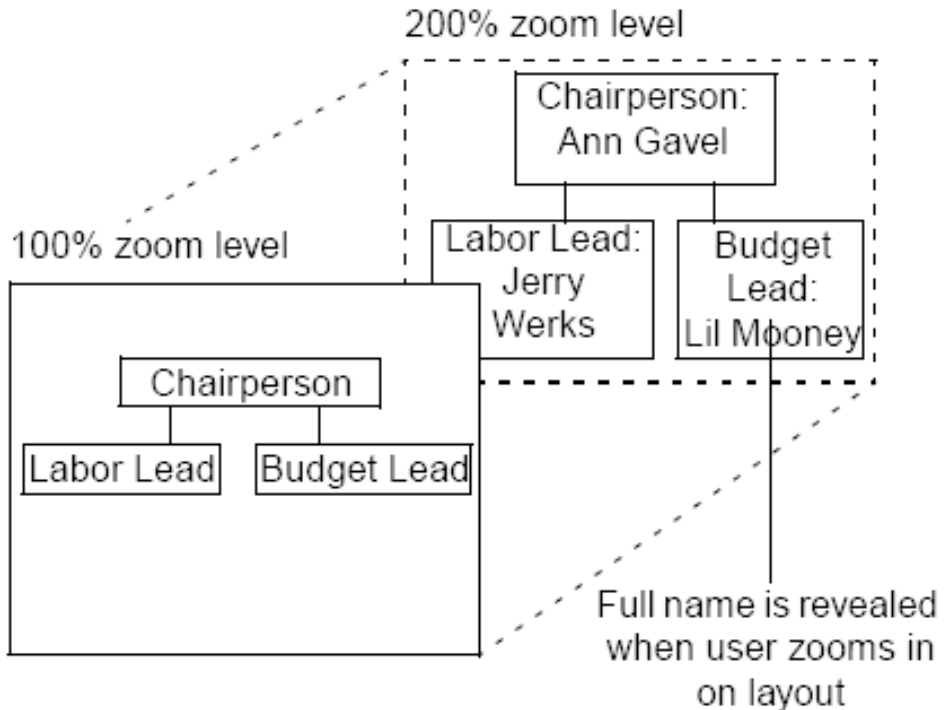 200% zoom level
Chairperson:
Ann Gavel
Labor Lead:
Jerry
Werks
Budget
Lead:
Lil Mooney
100% zoom level
Chairperson
Labor Lead
Budget Lead
Full name is revealed
when user zooms in
on layout